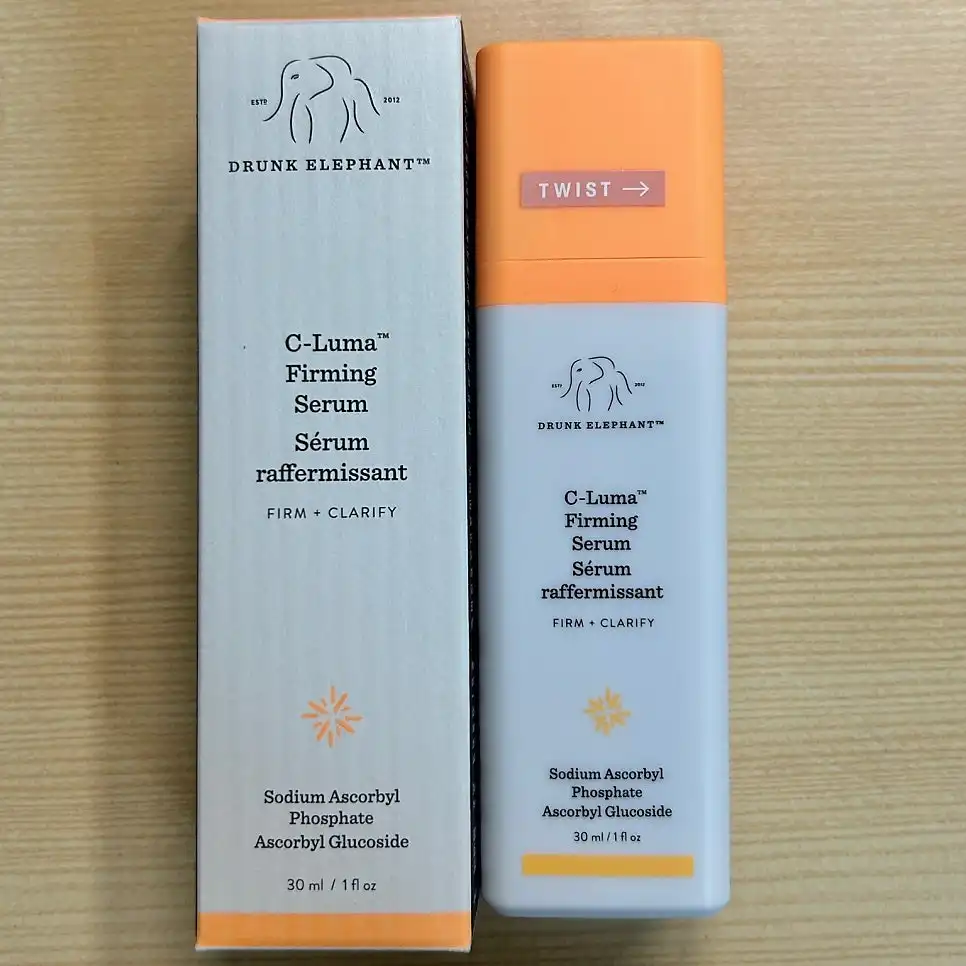 ESTD 2012
DRUNK ELEPHANT™
C-Luma™
Firming
Serum
Sérum
raffermissant
FIRM + CLARIFY
Sodium Ascorbyl
Phosphate
Ascorbyl Glucoside
30 ml / 1 fl oz
TWIST →
ESTD 2012
DRUNK ELEPHANT™
C-Luma™
Firming
Serum
Sérum
raffermissant
FIRM + CLARIFY
Sodium Ascorbyl
Phosphate
Ascorbyl Glucoside
30 ml / 1 fl oz